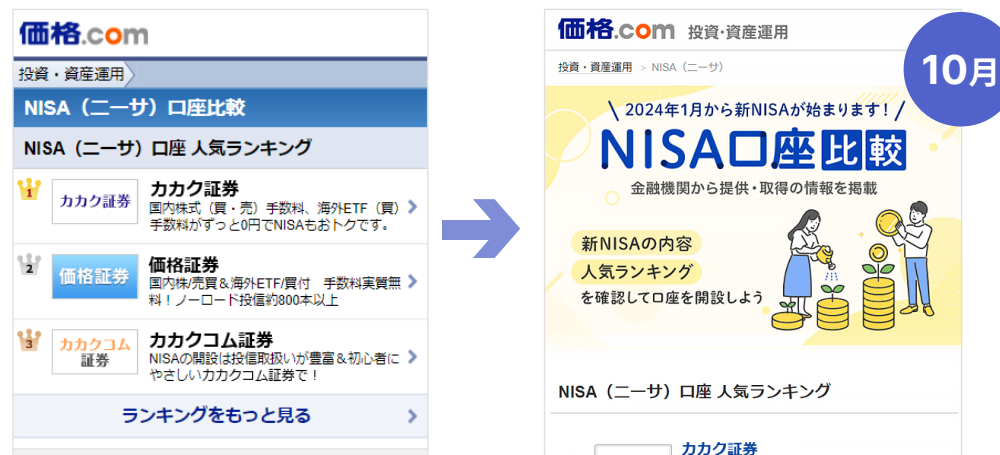 価格.com
投資・資産運用
NISA（ニーサ）口座比較
NISA（ニーサ）口座 人気ランキング
1
カカク証券
カカク証券
国内株式（買・売）手数料、海外ETF（買）
手数料がずっと0円でNISAもおトクです。
2
価格証券
価格証券
国内株/売買＆海外ETF/買付　手数料実質無
料！ノーロード投信約800本以上
3
カカクコム
証券
カカクコム証券
NISAの開設は投信取扱いが豊富＆初心者に
やさしいカカクコム証券で！
ランキングをもっと見る
価格.com 投資・資産運用
10月
投資・資産運用 > NISA（ニーサ）
2024年1月から新NISAが始まります！
NISA口座比較
金融機関から提供・取得の情報を掲載
新NISAの内容
人気ランキング
を確認して口座を開設しよう
NISA（ニーサ）口座 人気ランキング
カカク証券